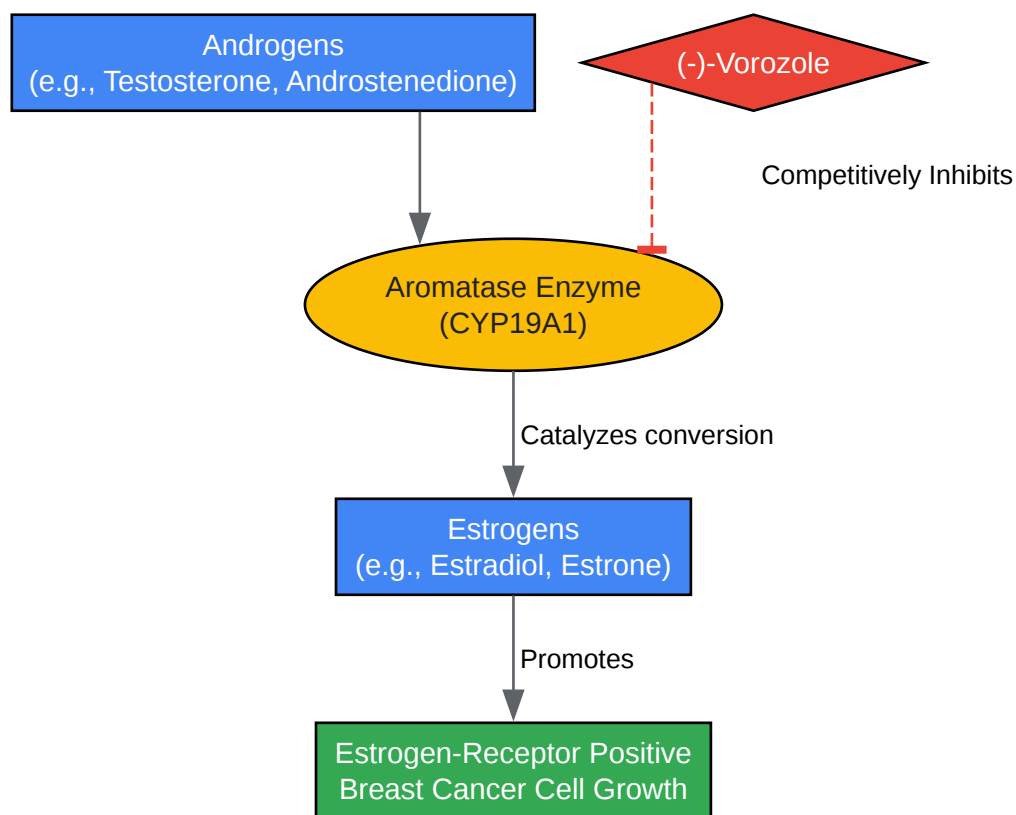 Androgens
(e.g., Testosterone, Androstenedione)
(-)-Vorozole
Competitively Inhibits
Aromatase Enzyme
(CYP19A1)
Catalyzes conversion
Estrogens
(e.g., Estradiol, Estrone)
Promotes
Estrogen-Receptor Positive
Breast Cancer Cell Growth